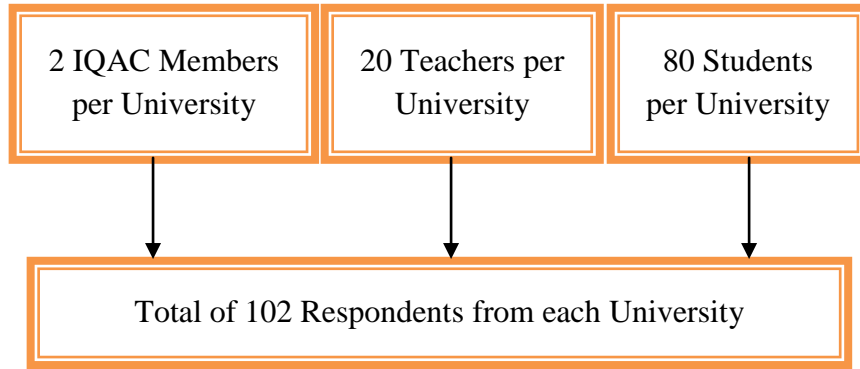 2 IQAC Members
per University
20 Teachers per
University
80 Students
per University
Total of 102 Respondents from each University